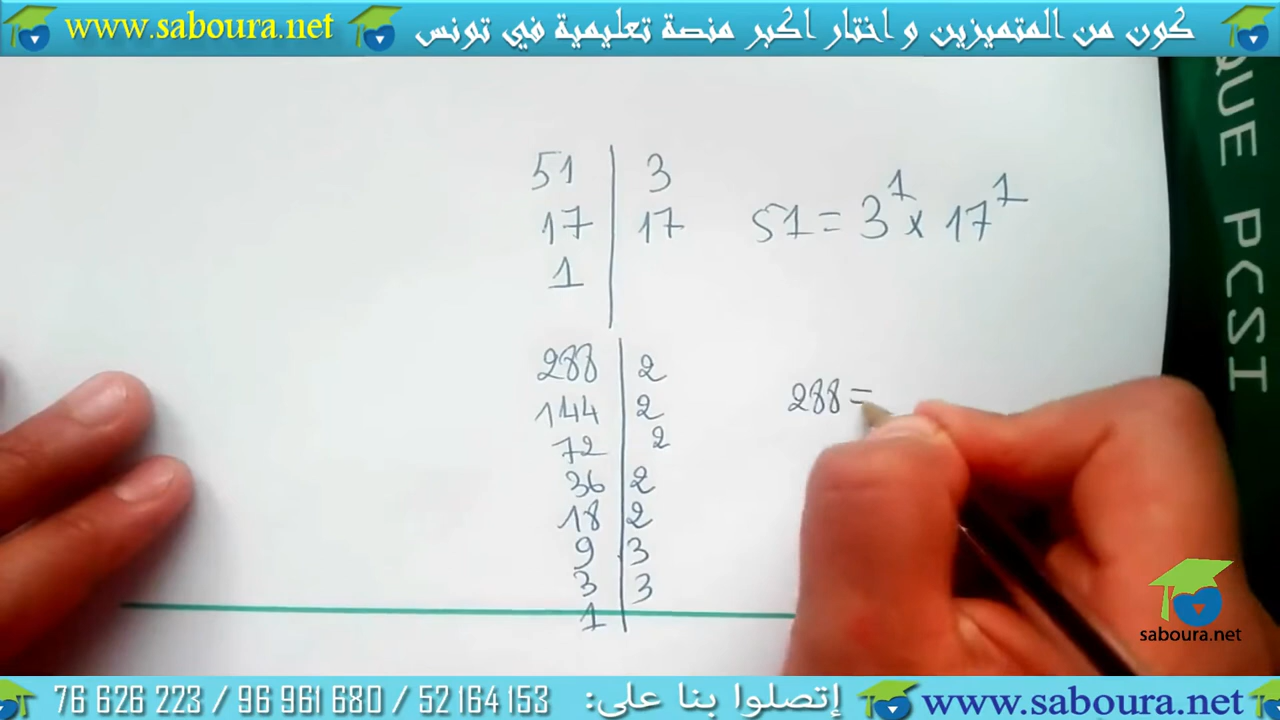 www.saboura.net كون من المتميزين و اختار اكبر منصة تعليمية في تونس
QUE PCSI
51 | 3
17 | 17
1
51 = 3^1 x 17^1
288 | 2
144 | 2
72 | 2
36 | 2
18 | 2
9 | 3
3 | 3
1
288 =
saboura.net
76 626 223 / 96 961 680 / 52 164 153 إتصلوا بنا على: www.saboura.net